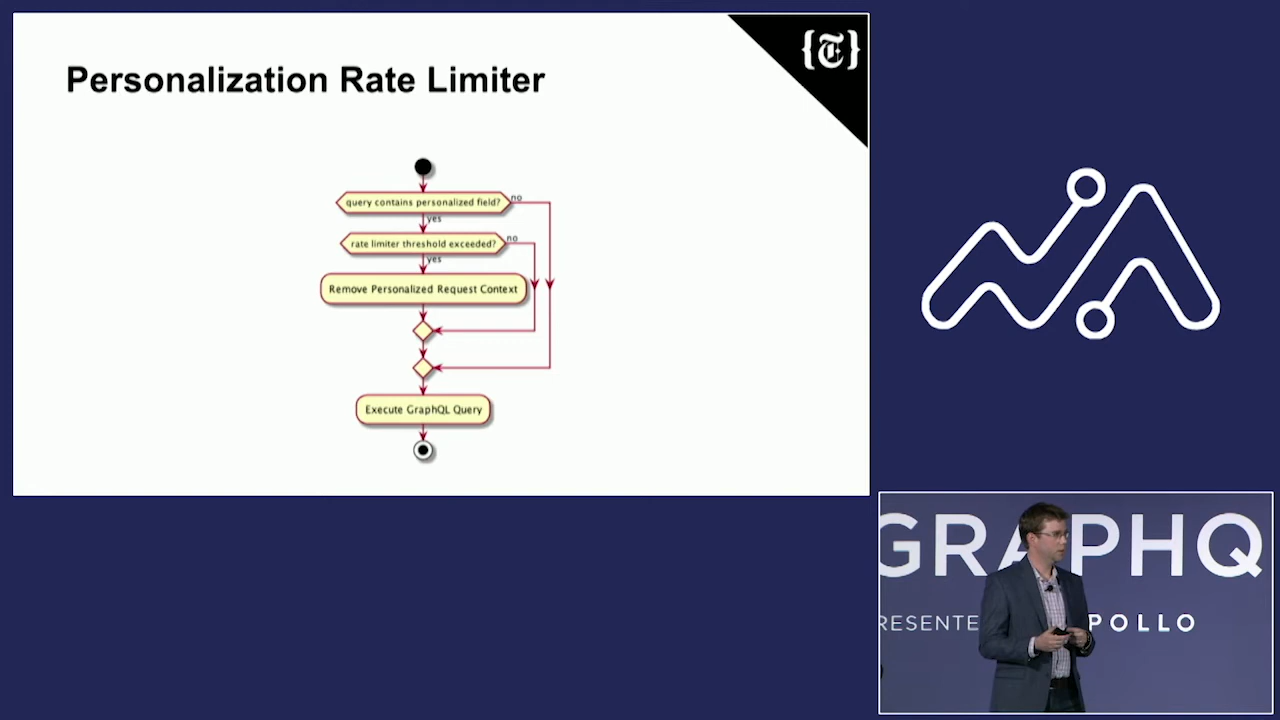 Personalization Rate Limiter
{T}
query contains personalized field?
no
yes
rate limiter threshold exceeded?
no
yes
Remove Personalized Request Context
Execute GraphQL Query
GRAPHQ
RESENTE
POLLO